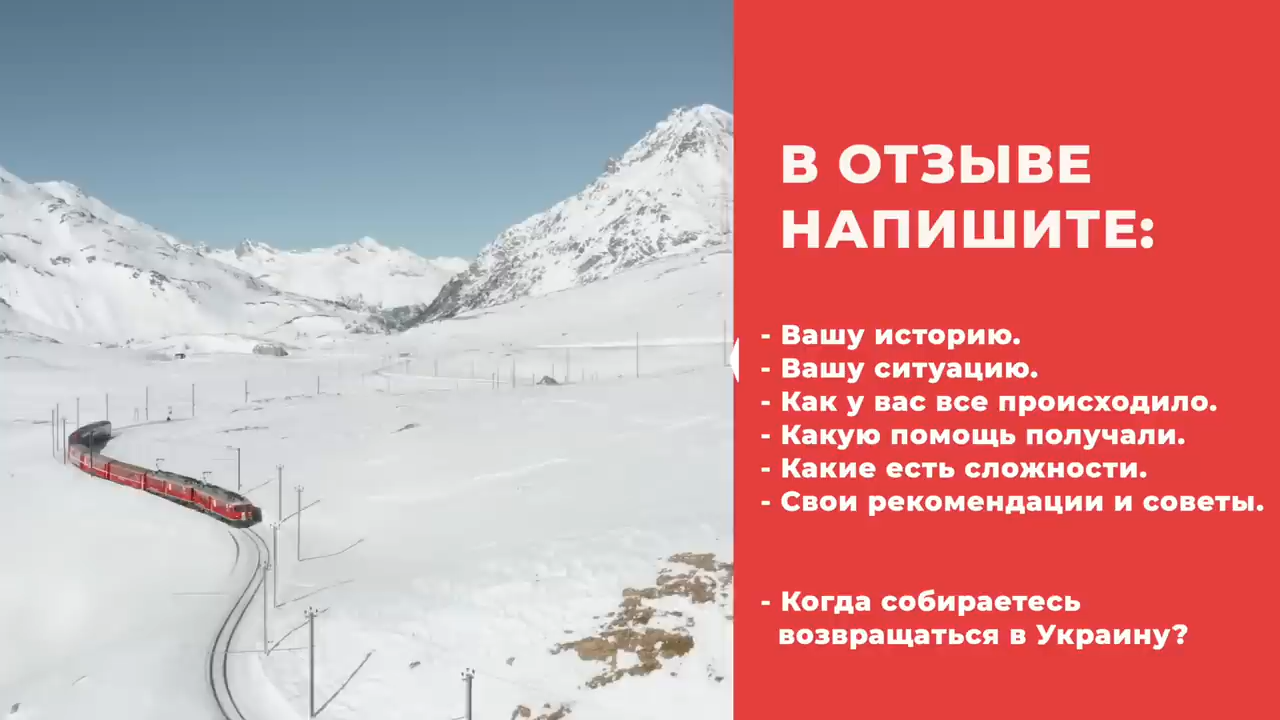 В ОТЗЫВЕ
НАПИШИТЕ:
- Вашу историю.
- Вашу ситуацию.
- Как у вас все происходило.
- Какую помощь получали.
- Какие есть сложности.
- Свои рекомендации и советы.
- Когда собираетесь
возвращаться в Украину?